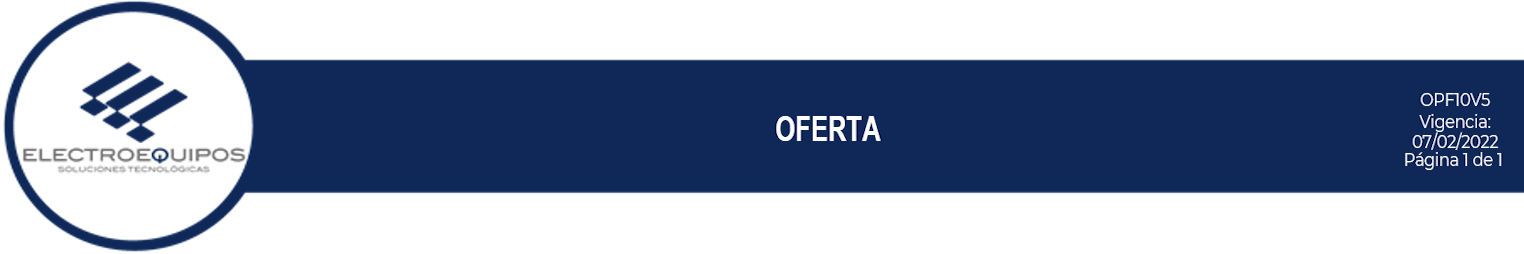 ELECTROEQUIPOS
SOLUCIONES TECNOLÓGICAS
OFERTA
OPF10V5
Vigencia:
07/02/2022
Página 1 de 1